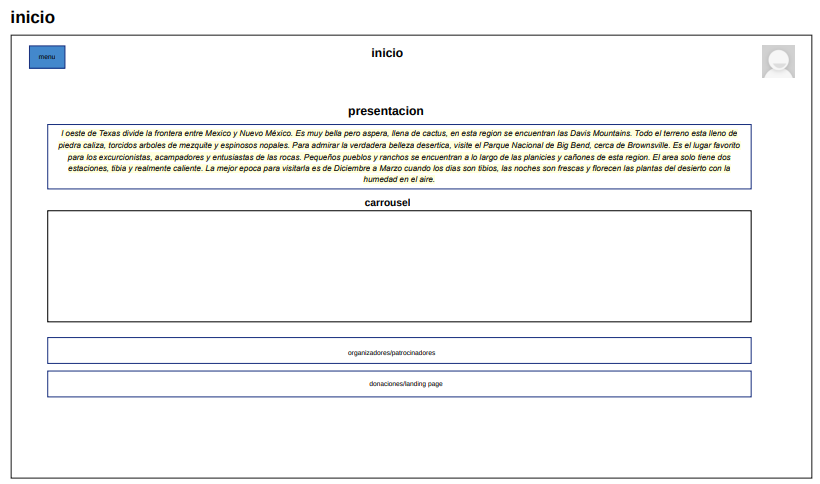 inicio
menu
inicio
presentacion
l oeste de Texas divide la frontera entre Mexico y Nuevo México. Es muy bella pero aspera, llena de cactus, en esta region se encuentran las Davis Mountains. Todo el terreno esta lleno de
piedra caliza, torcidos arboles de mezquite y espinosos nopales. Para admirar la verdadera belleza desertica, visite el Parque Nacional de Big Bend, cerca de Brownsville. Es el lugar favorito
para los excursionistas, acampadores y entusiastas de las rocas. Pequeños pueblos y ranchos se encuentran a lo largo de las planicies y cañones de esta region. El area solo tiene dos
estaciones, tibia y realmente caliente. La mejor epoca para visitarla es de Diciembre a Marzo cuando los dias son tibios, las noches son frescas y florecen las plantas del desierto con la
humedad en el aire.
carrousel
organizadores/patrocinadores
donaciones/landing page